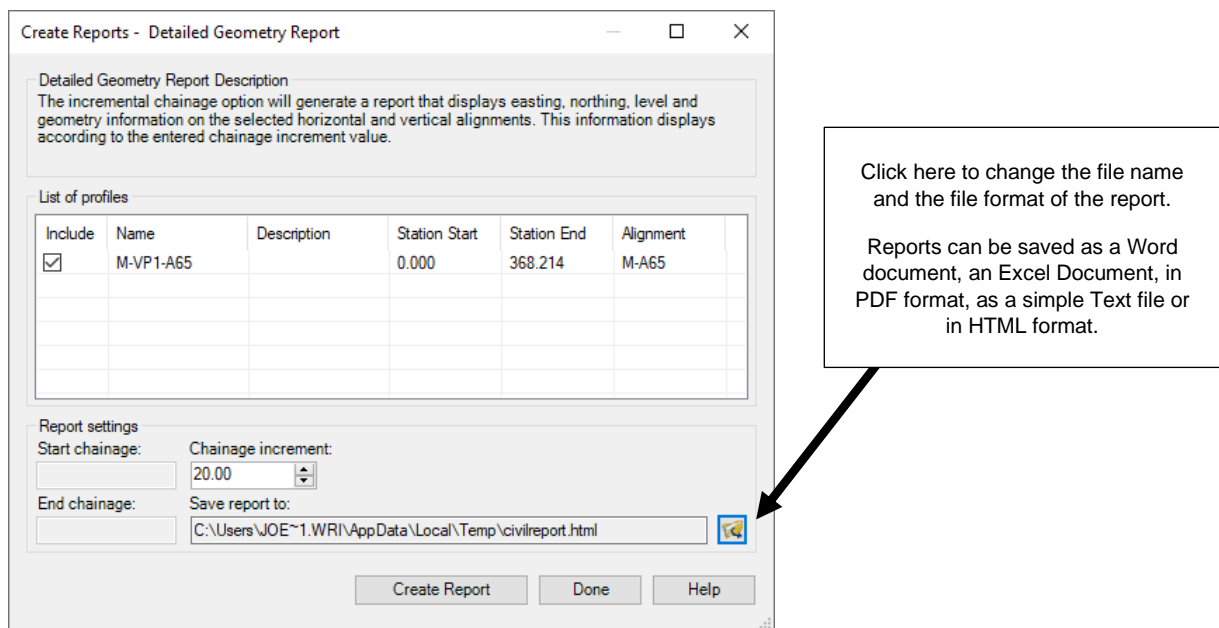 Create Reports - Detailed Geometry Report
Detailed Geometry Report Description
The incremental chainage option will generate a report that displays easting, northing, level and
geometry information on the selected horizontal and vertical alignments. This information displays
according to the entered chainage increment value.
List of profiles
Include Name Description Station Start Station End Alignment
M-VP1-A65 0.000 368.214 M-A65
Report settings
Start chainage: Chainage increment:
20.00
End chainage: Save report to:
C:\Users\JOE~1.WRI\AppData\Local\Temp\civilreport.html
Create Report Done Help
Click here to change the file name
and the file format of the report.
Reports can be saved as a Word
document, an Excel Document, in
PDF format, as a simple Text file or
in HTML format.